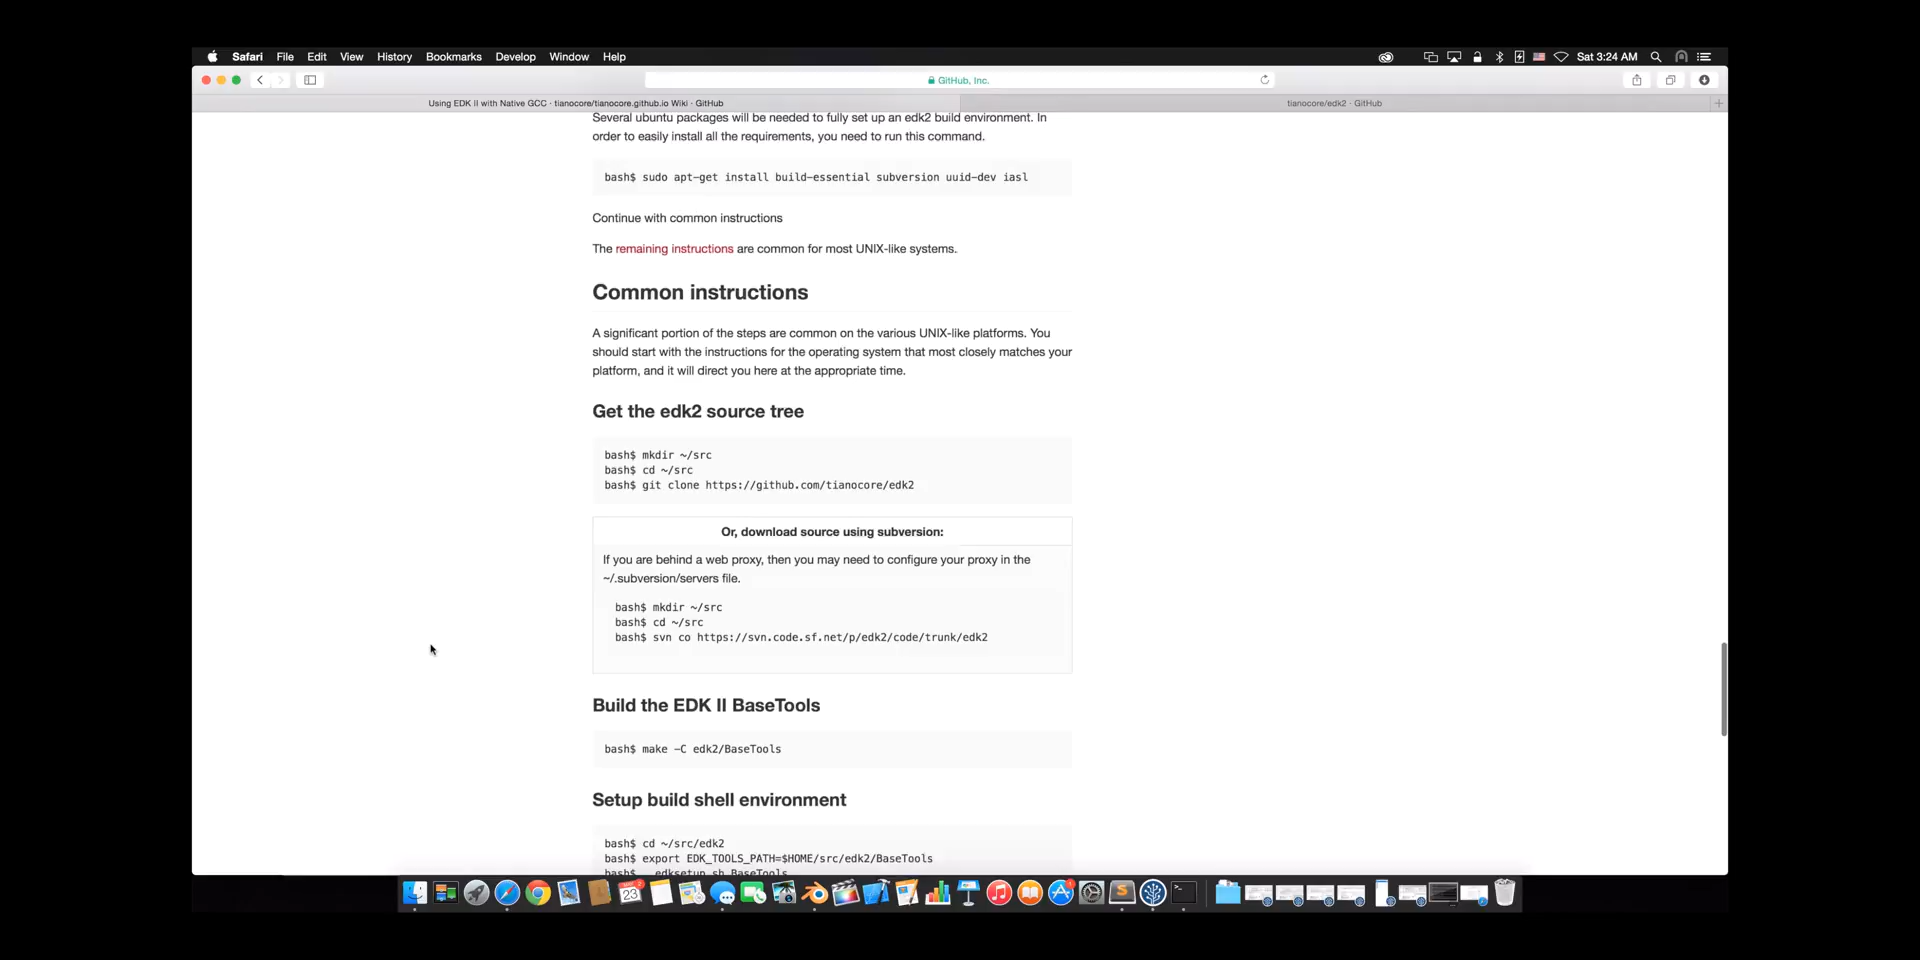 Safari File Edit View History Bookmarks Develop Window Help Sat 3:24 AM
GitHub, Inc.
Using EDK II with Native GCC · tianocore/tianocore.github.io Wiki · GitHub
tianocore/edk2 · GitHub
Several ubuntu packages will be needed to fully set up an edk2 build environment. In
order to easily install all the requirements, you need to run this command.
bash$ sudo apt-get install build-essential subversion uuid-dev iasl
Continue with common instructions
The remaining instructions are common for most UNIX-like systems.
Common instructions
A significant portion of the steps are common on the various UNIX-like platforms. You
should start with the instructions for the operating system that most closely matches your
platform, and it will direct you here at the appropriate time.
Get the edk2 source tree
bash$ mkdir ~/src
bash$ cd ~/src
bash$ git clone https://github.com/tianocore/edk2
Or, download source using subversion:
If you are behind a web proxy, then you may need to configure your proxy in the
~/.subversion/servers file.
bash$ mkdir ~/src
bash$ cd ~/src
bash$ svn co https://svn.code.sf.net/p/edk2/code/trunk/edk2
Build the EDK II BaseTools
bash$ make -C edk2/BaseTools
Setup build shell environment
bash$ cd ~/src/edk2
bash$ export EDK_TOOLS_PATH=$HOME/src/edk2/BaseTools
bash$ . edksetup.sh BaseTools
23